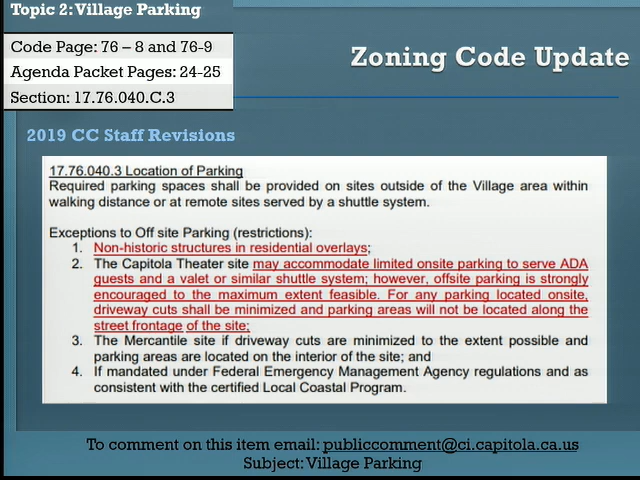 Topic 2: Village Parking
Code Page: 76 – 8 and 76-9
Agenda Packet Pages: 24-25
Section: 17.76.040.C.3
Zoning Code Update
2019 CC Staff Revisions
17.76.040.3 Location of Parking
Required parking spaces shall be provided on sites outside of the Village area within
walking distance or at remote sites served by a shuttle system.
Exceptions to Off site Parking (restrictions):
1. Non-historic structures in residential overlays;
2. The Capitola Theater site may accommodate limited onsite parking to serve ADA
guests and a valet or similar shuttle system; however, offsite parking is strongly
encouraged to the maximum extent feasible. For any parking located onsite,
driveway cuts shall be minimized and parking areas will not be located along the
street frontage of the site;
3. The Mercantile site if driveway cuts are minimized to the extent possible and
parking areas are located on the interior of the site; and
4. If mandated under Federal Emergency Management Agency regulations and as
consistent with the certified Local Coastal Program.
To comment on this item email: publiccomment@ci.capitola.ca.us
Subject: Village Parking